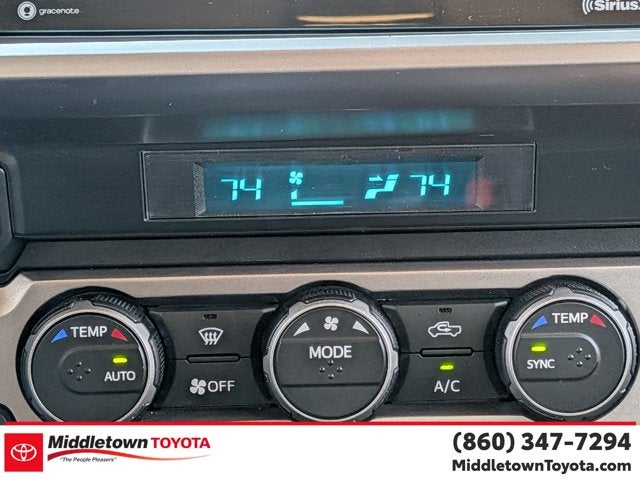 gracenote.
((SiriusX
74 74
TEMP
AUTO
OFF
MODE
A/C
TEMP
SYNC
Middletown TOYOTA
"The People Pleasers"
(860) 347-7294
MiddletownToyota.com